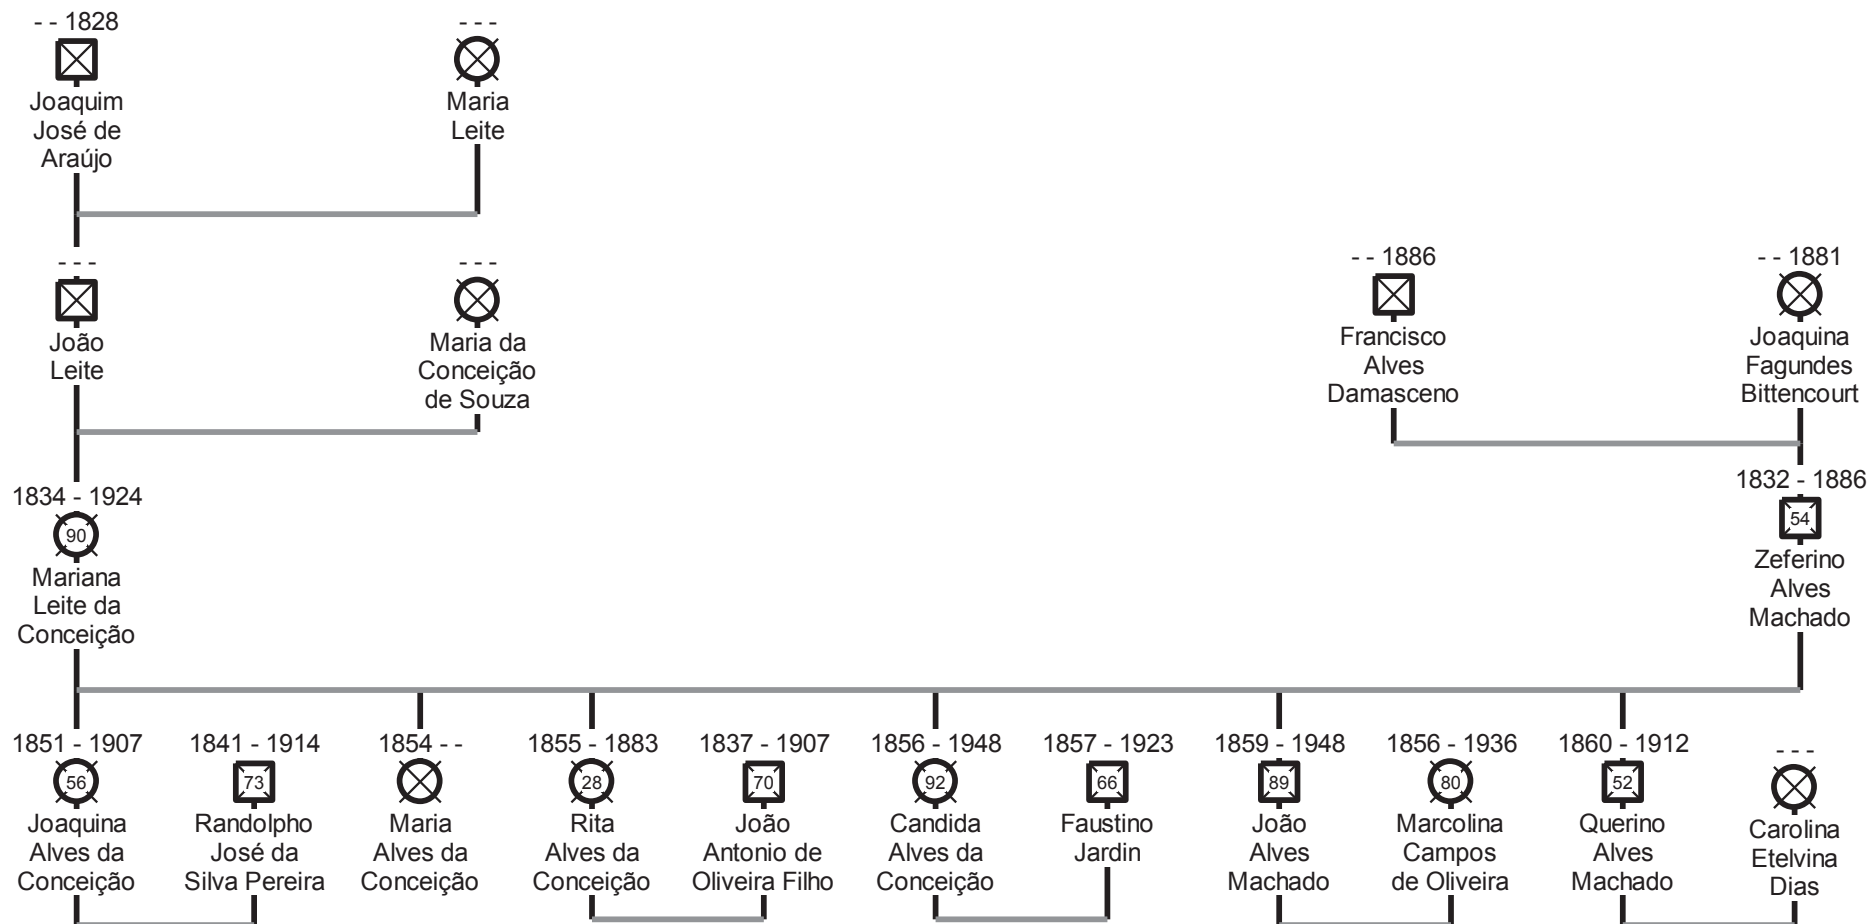 - - 1828
Joaquim
José de
Araújo
- - -
Maria
Leite
- - -
João
Leite
- - -
Maria da
Conceição
de Souza
- - 1886
Francisco
Alves
Damasceno
- - 1881
Joaquina
Fagundes
Bittencourt
1834 - 1924
90
Mariana
Leite da
Conceição
1832 - 1886
54
Zeferino
Alves
Machado
1851 - 1907
56
Joaquina
Alves da
Conceição
1841 - 1914
73
Randolpho
José da
Silva Pereira
1854 - -
Maria
Alves da
Conceição
1855 - 1883
28
Rita
Alves da
Conceição
1837 - 1907
70
João
Antonio de
Oliveira Filho
1856 - 1948
92
Candida
Alves da
Conceição
1857 - 1923
66
Faustino
Jardin
1859 - 1948
89
João
Alves
Machado
1856 - 1936
80
Marcolina
Campos
de Oliveira
1860 - 1912
52
Querino
Alves
Machado
- - -
Carolina
Etelvina
Dias